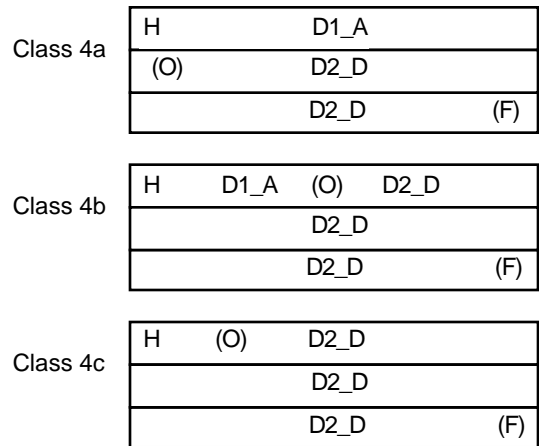 H D1_A
Class 4a
(O) D2_D
D2_D (F)
H D1_A (O) D2_D
Class 4b
D2_D
D2_D (F)
H (O) D2_D
Class 4c
D2_D
D2_D (F)